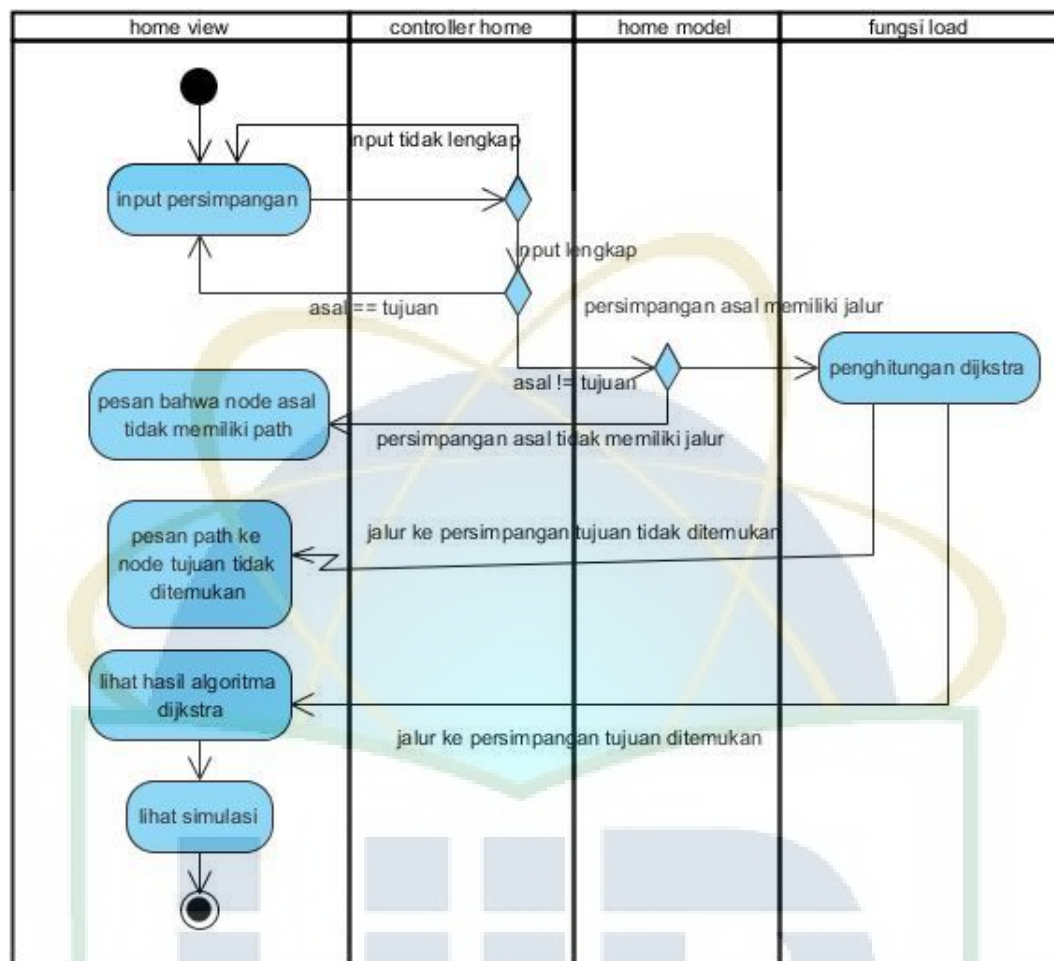 home view
controller home
home model
fungsi load
input tidak lengkap
input persimpangan
input lengkap
asal == tujuan
persimpangan asal memiliki jalur
penghitungan dijkstra
asal != tujuan
pesan bahwa node asal
tidak memiliki path
persimpangan asal tidak memiliki jalur
jalur ke persimpangan tujuan tidak ditemukan
pesan path ke
node tujuan tidak
ditemukan
lihat hasil algoritma
dijkstra
jalur ke persimpangan tujuan ditemukan
lihat simulasi